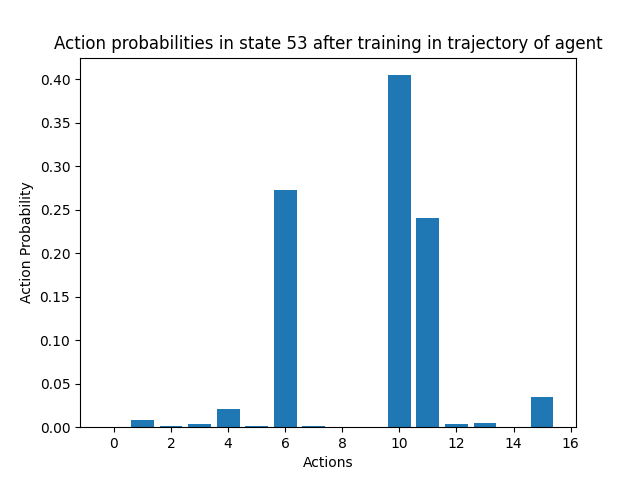 Action probabilities in state 53 after training in trajectory of agent
0.40
0.35
0.30
0.25
0.20
0.15
0.10
0.05
0.00
Action Probability
0 2 4 6 8 10 12 14 16
Actions